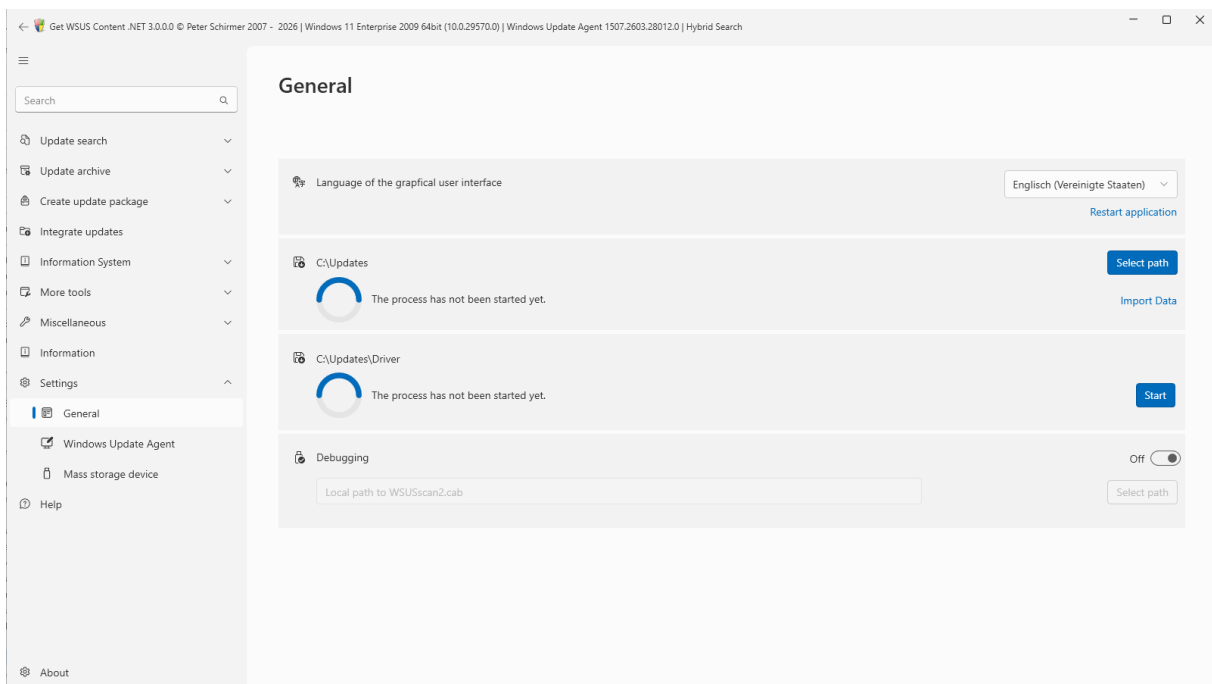 Get WSUS Content .NET 3.0.0.0 © Peter Schirmer 2007 - 2026 | Windows 11 Enterprise 2009 64bit (10.0.29570.0) | Windows Update Agent 1507.2603.28012.0 | Hybrid Search
Search
Update search
Update archive
Create update package
Integrate updates
Information System
More tools
Miscellaneous
Information
Settings
General
Windows Update Agent
Mass storage device
Help
About
General
Language of the grapfical user interface
Englisch (Vereinigte Staaten)
Restart application
C:\Updates
Select path
The process has not been started yet.
Import Data
C:\Updates\Driver
The process has not been started yet.
Start
Debugging
Off
Local path to WSUSscan2.cab
Select path